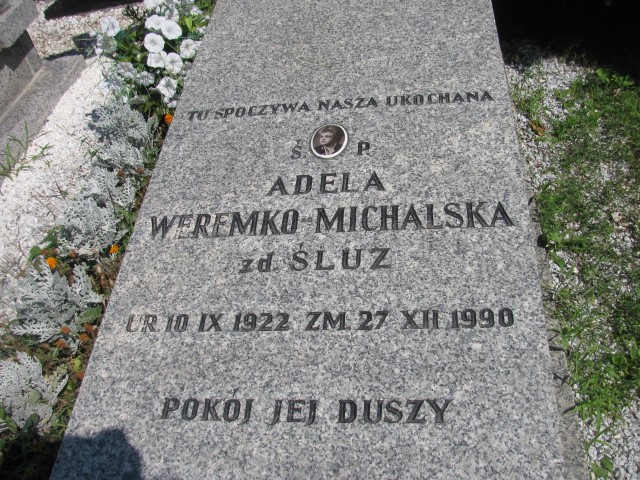 TU SPOCZYWA NASZA UKOCHANA
Ś. P.
ADELA
WEREMKO-MICHALSKA
zd ŚLUZ
UR 10 IX 1922 ZM 27 XII 1990
POKÓJ JEJ DUSZY